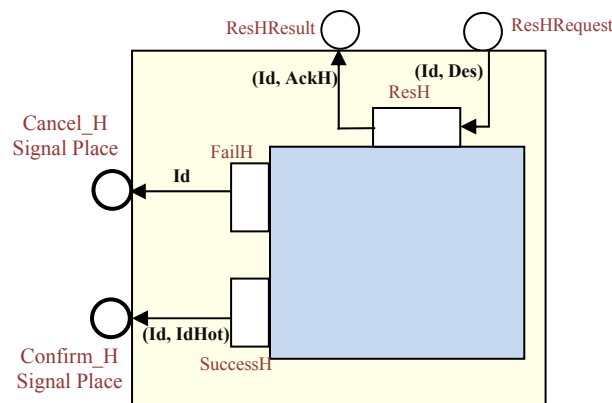 ResHResult
ResHRequest
(Id, AckH)
(Id, Des)
ResH
Cancel_H
Signal Place
FailH
Id
(Id, IdHot)
Confirm_H
Signal Place
SuccessH